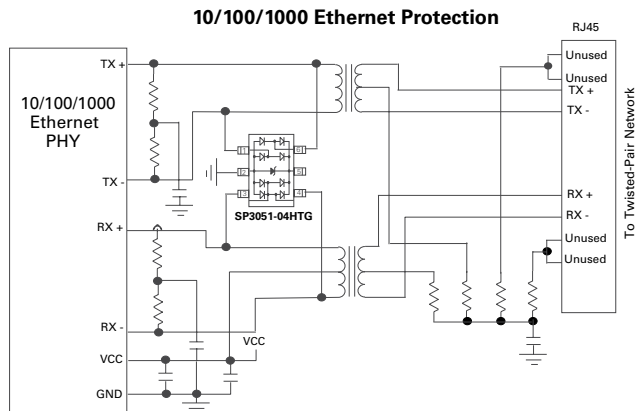 10/100/1000 Ethernet Protection
RJ45
TX +
10/100/1000
Ethernet
PHY
TX -
RX +
RX -
VCC
GND
1
2
3
6
5
4
SP3051-04HTG
VCC
Unused
Unused
TX +
TX -
RX +
RX -
Unused
Unused
To Twisted-Pair Network